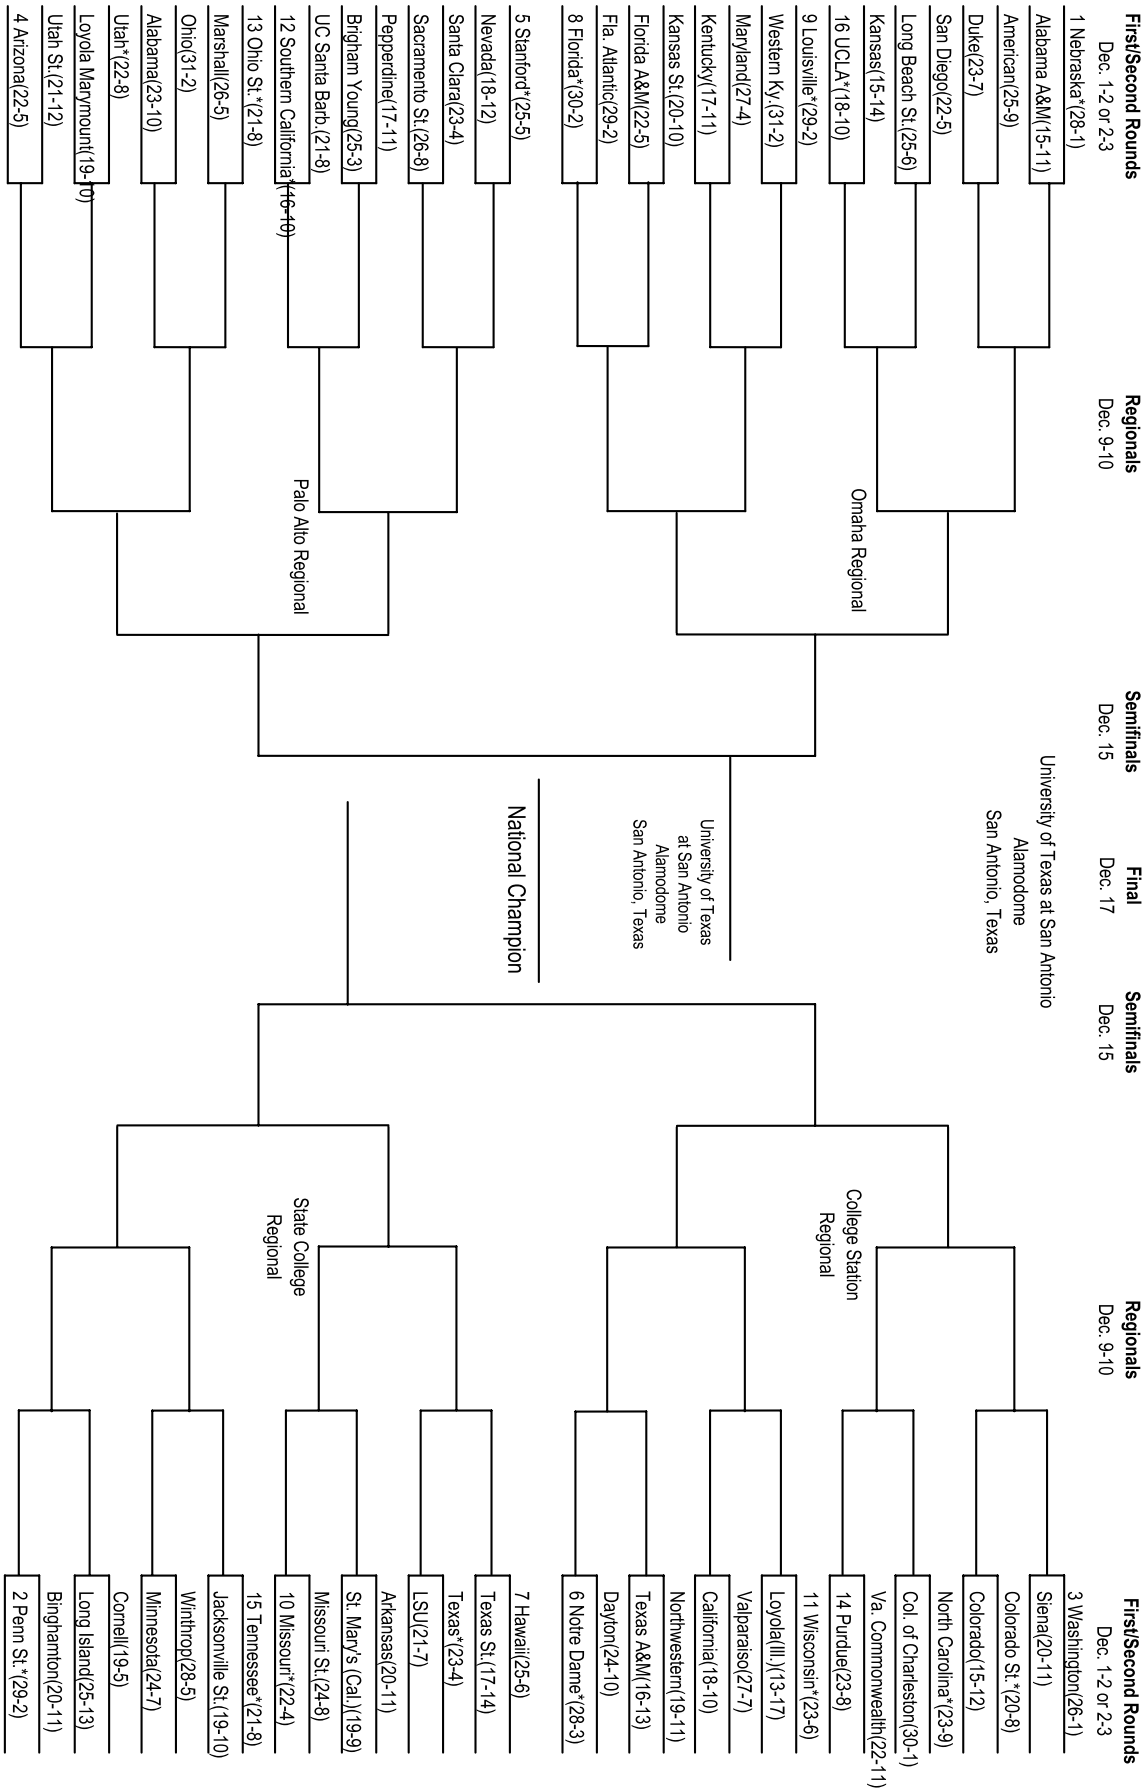 First/Second Rounds
Dec. 1-2 or 2-3
Regionals
Dec. 9-10
Semifinals
Dec. 15
Final
Dec. 17
Semifinals
Dec. 15
Regionals
Dec. 9-10
First/Second Rounds
Dec. 1-2 or 2-3
1 Nebraska*(28-1)
Alabama A&M(15-11)
American(25-9)
Duke(23-7)
San Diego(22-5)
Long Beach St.(25-6)
Kansas(15-14)
16 UCLA*(18-10)
9 Louisville*(29-2)
Western Ky.(31-2)
Maryland(27-4)
Kentucky(17-11)
Kansas St.(20-10)
Florida A&M(22-5)
Fla. Atlantic(29-2)
8 Florida*(30-2)
5 Stanford*(25-5)
Nevada(18-12)
Santa Clara(23-4)
Sacramento St.(26-8)
Pepperdine(17-11)
Brigham Young(25-3)
UC Santa Barb.(21-8)
12 Southern California*(16-10)
13 Ohio St.*(21-8)
Marshall(26-5)
Ohio(31-2)
Alabama(23-10)
Utah*(22-8)
Loyola Marymount(19-10)
Utah St.(21-12)
4 Arizona(22-5)
Omaha Regional
Palo Alto Regional
University of Texas at San Antonio
Alamodome
San Antonio, Texas
University of Texas
at San Antonio
Alamodome
San Antonio, Texas
National Champion
College Station
Regional
State College
Regional
3 Washington(26-1)
Siena(20-11)
Colorado St.*(20-8)
Colorado(15-12)
North Carolina*(23-9)
Col. of Charleston(30-1)
Va. Commonwealth(22-11)
14 Purdue(23-8)
11 Wisconsin*(23-6)
Loyola(Ill.)(13-17)
Valparaiso(27-7)
California(18-10)
Northwestern(19-11)
Texas A&M(16-13)
Dayton(24-10)
6 Notre Dame*(28-3)
7 Hawaii(25-6)
Texas St.(17-14)
Texas*(23-4)
LSU(21-7)
Arkansas(20-11)
St. Mary's (Cal.)(19-9)
Missouri St.(24-8)
10 Missouri*(22-4)
15 Tennessee*(21-8)
Jacksonville St.(19-10)
Winthrop(28-5)
Minnesota(24-7)
Cornell(19-5)
Long Island(25-13)
Binghamton(20-11)
2 Penn St.*(29-2)